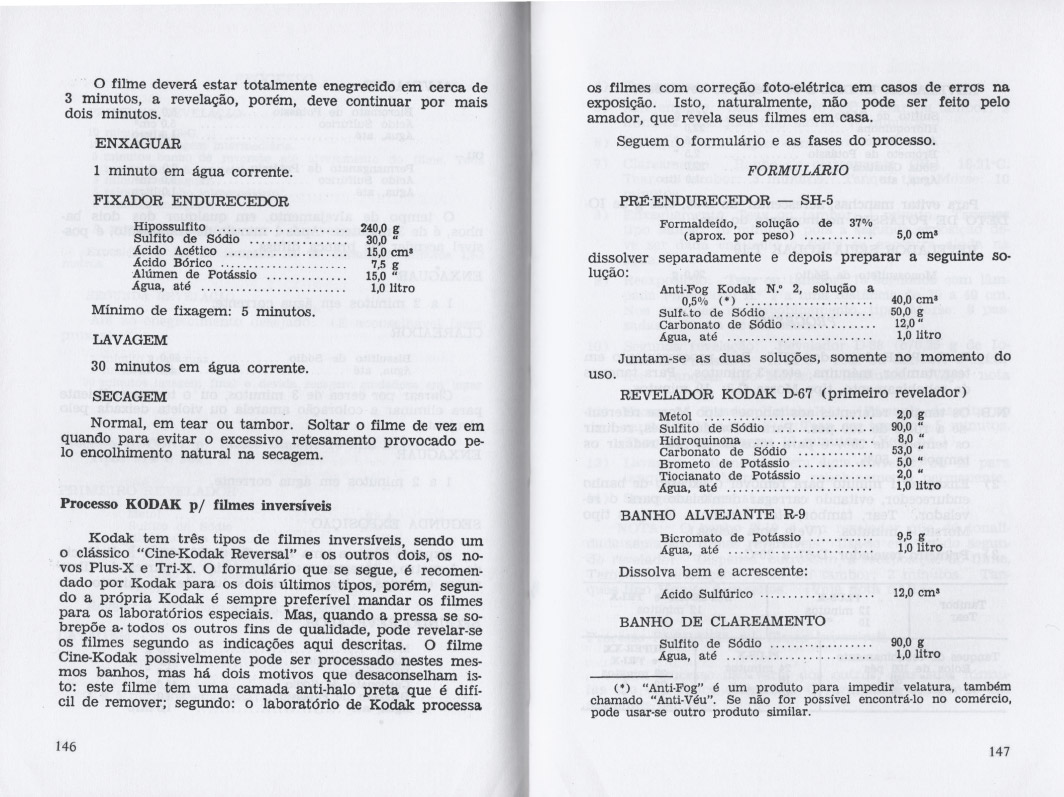 O filme deverá estar totalmente enegrecido em cerca de
3 minutos, a revelação, porém, deve continuar por mais
dois minutos.
ENXAGUAR
1 minuto em água corrente.
FIXADOR ENDURECEDOR
Hipossulfito .................... 240,0 g
Sulfito de Sódio ............... 30,0 "
Ácido Acético ................... 15,0 cm³
Ácido Bórico .................... 7,5 g
Alúmen de Potássio ............. 15,0 "
Água, até ........................ 1,0 litro
Mínimo de fixagem: 5 minutos.
LAVAGEM
30 minutos em água corrente.
SECAGEM
Normal, em tear ou tambor. Soltar o filme de vez em
quando para evitar o excessivo retesamento provocado pe-
lo encolhimento natural na secagem.
Processo KODAK p/ filmes inversíveis
Kodak tem três tipos de filmes inversíveis, sendo um
o clássico "Cine-Kodak Reversal" e os outros dois, os no-
vos Plus-X e Tri-X. O formulário que se segue, é recomen-
dado por Kodak para os dois últimos tipos, porém, segun-
do a própria Kodak é sempre preferível mandar os filmes
para os laboratórios especiais. Mas, quando a pressa se so-
brepõe a todos os outros fins de qualidade, pode revelar-se
os filmes segundo as indicações aqui descritas. O filme
Cine-Kodak possivelmente pode ser processado nestes mes-
mos banhos, mas há dois motivos que desaconselham is-
to: este filme tem uma camada anti-halo preta que é difí-
cil de remover; segundo: o laboratório de Kodak processa
146
os filmes com correção foto-elétrica em casos de erros na
exposição. Isto, naturalmente, não pode ser feito pelo
amador, que revela seus filmes em casa.
Seguem o formulário e as fases do processo.
FORMULÁRIO
PRÉ-ENDURECEDOR — SH-5
Formaldeído, solução de 37%
(aprox. por peso) ........... 5,0 cm³
dissolver separadamente e depois preparar a seguinte so-
lução:
Anti-Fog Kodak N.º 2, solução a
0,5% (*) .................... 40,0 cm³
Sulfito de Sódio ................ 50,0 g
Carbonato de Sódio .............. 12,0 "
Água, até ....................... 1,0 litro
Juntam-se as duas soluções, somente no momento do
uso.
REVELADOR KODAK D-67 (primeiro revelador)
Metol ........................... 2,0 g
Sulfito de Sódio ................ 90,0 "
Hidroquinona .................... 8,0 "
Carbonato de Sódio ............ 53,0 "
Brometo de Potássio ............ 5,0 "
Tiocianato de Potássio ......... 2,0 "
Água, até ....................... 1,0 litro
BANHO ALVEJANTE R-9
Bicromato de Potássio .......... 9,5 g
Água, até ....................... 1,0 litro
Dissolva bem e acrescente:
Ácido Sulfúrico ................... 12,0 cm³
BANHO DE CLAREAMENTO
Sulfito de Sódio ................ 90,0 g
Água, até ....................... 1,0 litro
(*) "Anti-Fog" é um produto para impedir velatura, também
chamado "Anti-Véu". Se não for possível encontrá-lo no comércio,
pode usar-se outro produto similar.
147